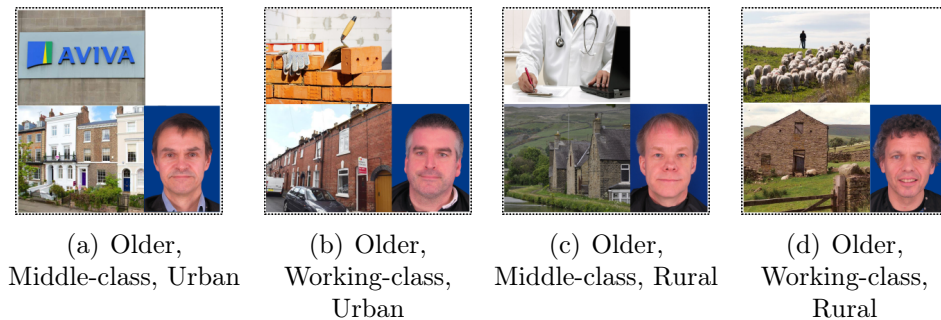 AVIVA
(a) Older,
Middle-class, Urban
(b) Older,
Working-class,
Urban
(c) Older,
Middle-class, Rural
(d) Older,
Working-class,
Rural